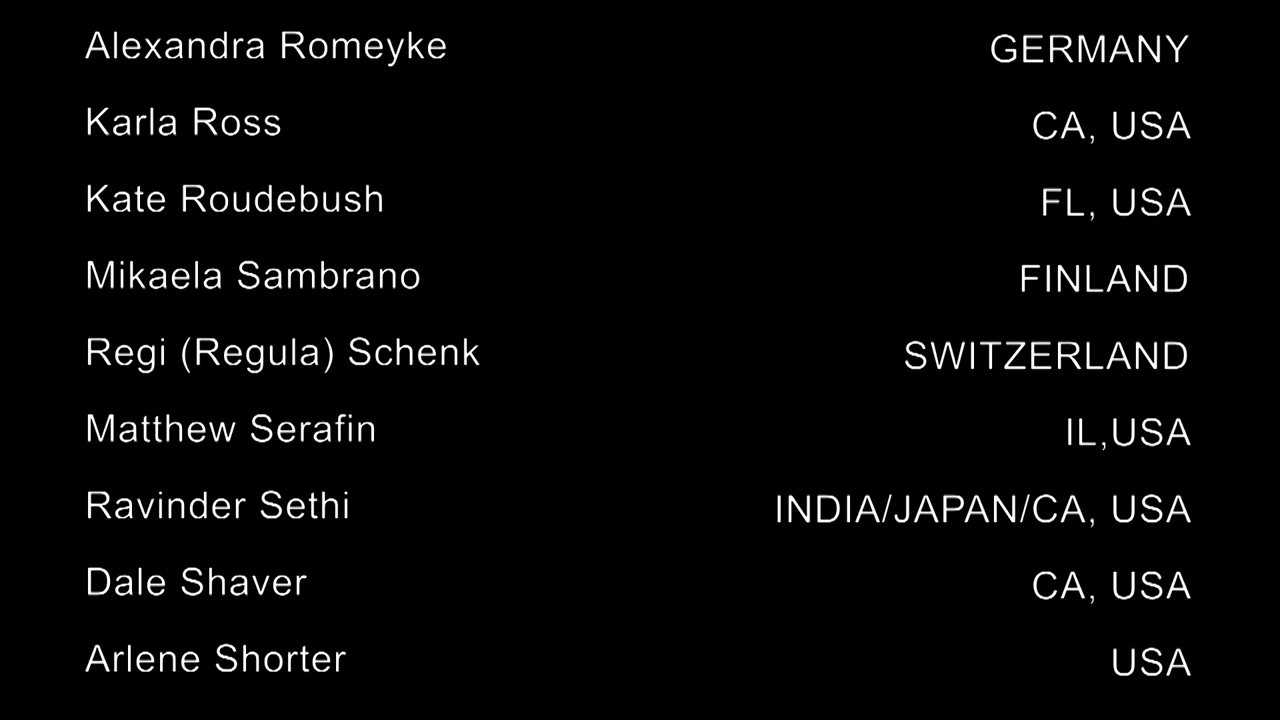 Alexandra Romeyke GERMANY
Karla Ross CA, USA
Kate Roudebush FL, USA
Mikaela Sambrano FINLAND
Regi (Regula) Schenk SWITZERLAND
Matthew Serafin IL,USA
Ravinder Sethi INDIA/JAPAN/CA, USA
Dale Shaver CA, USA
Arlene Shorter USA